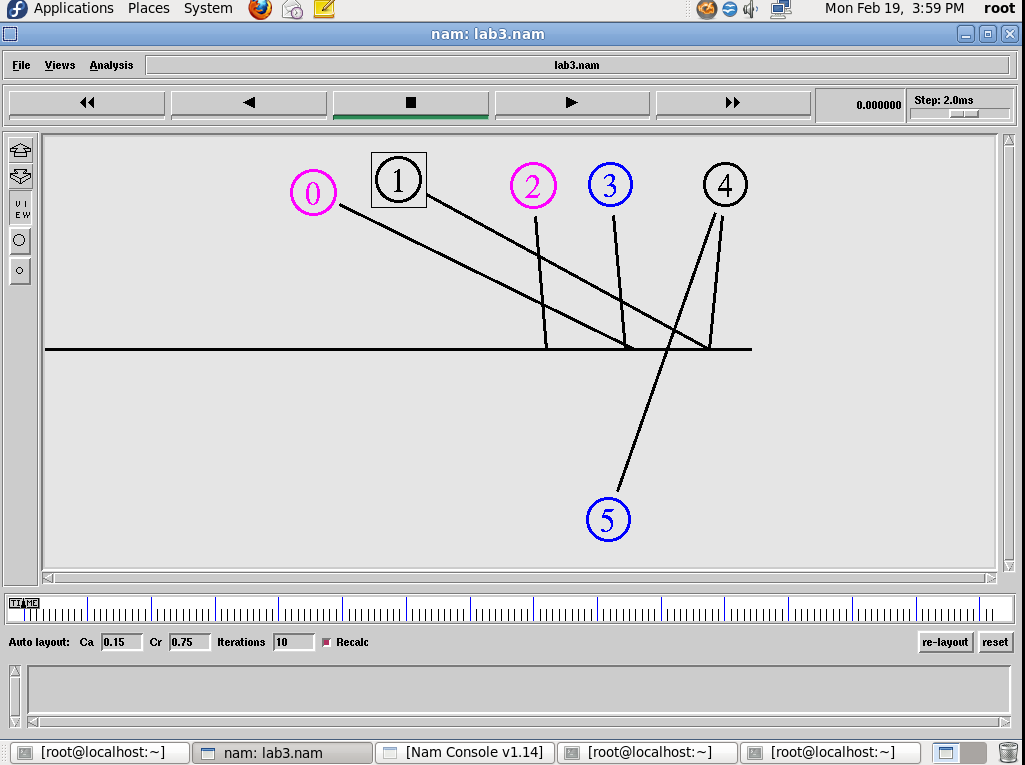 Applications Places System Mon Feb 19, 3:59 PM root
nam: lab3.nam
File Views Analysis lab3.nam
0.000000 Step: 2.0ms
V I
E W
0 1 2 3 4
5
TIME
Auto layout: Ca 0.15 Cr 0.75 Iterations 10 Recalc re-layout reset
[root@localhost:~] nam: lab3.nam [Nam Console v1.14] [root@localhost:~] [root@localhost:~]